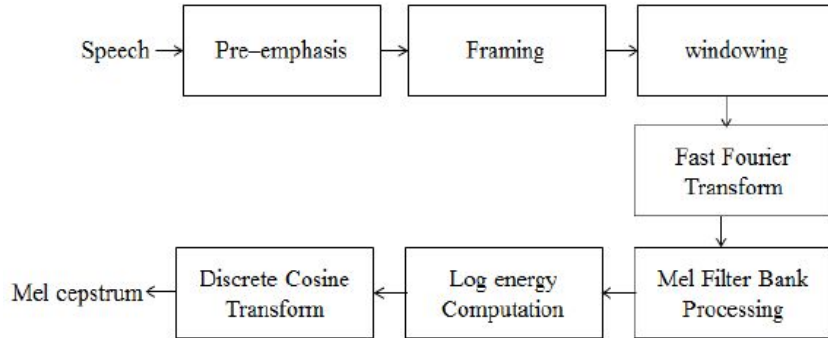 Speech
Pre–emphasis
Framing
windowing
Fast Fourier
Transform
Mel Filter Bank
Processing
Log energy
Computation
Discrete Cosine
Transform
Mel cepstrum